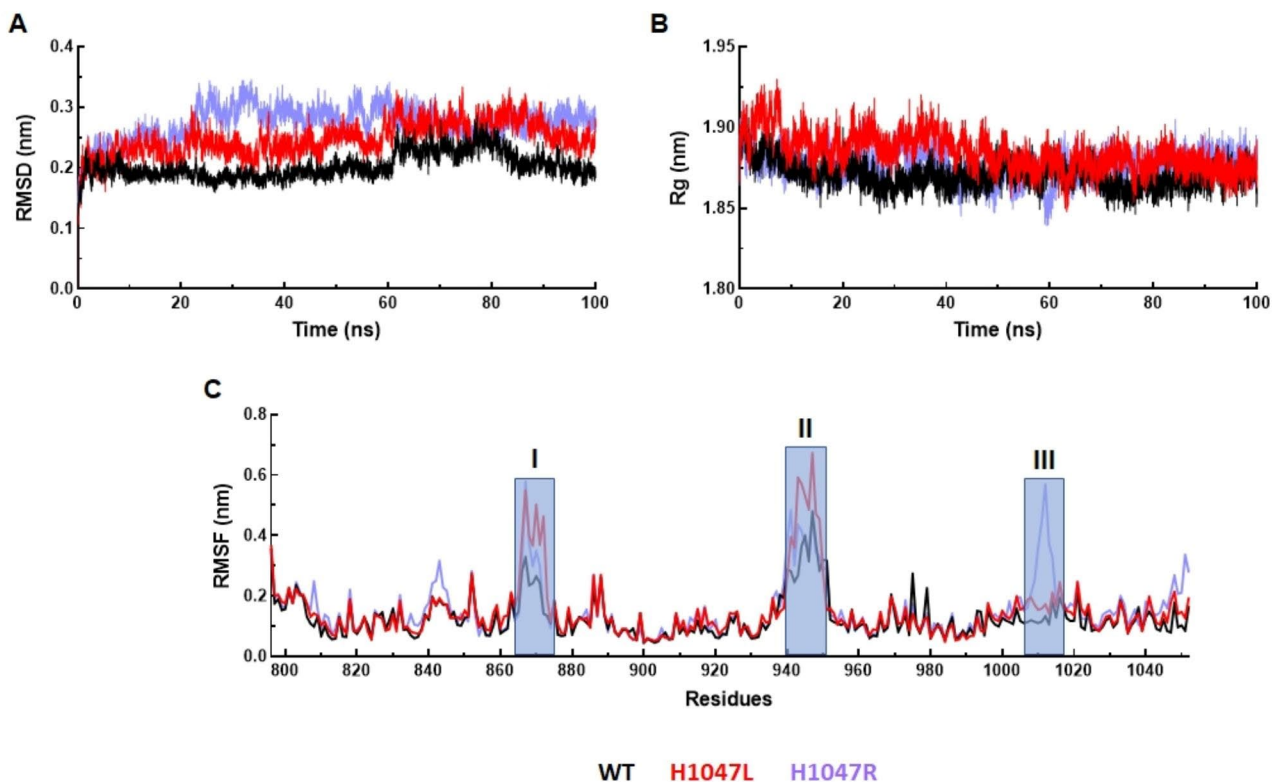 A
RMSD (nm)
0.4
0.3
0.2
0.1
0.0
0 20 40 60 80 100
Time (ns)
B
Rg (nm)
1.95
1.90
1.85
1.80
0 20 40 60 80 100
Time (ns)
C
RMSF (nm)
0.8
0.6
0.4
0.2
0.0
I
II
III
800 820 840 860 880 900 920 940 960 980 1000 1020 1040
Residues
WT H1047L H1047R